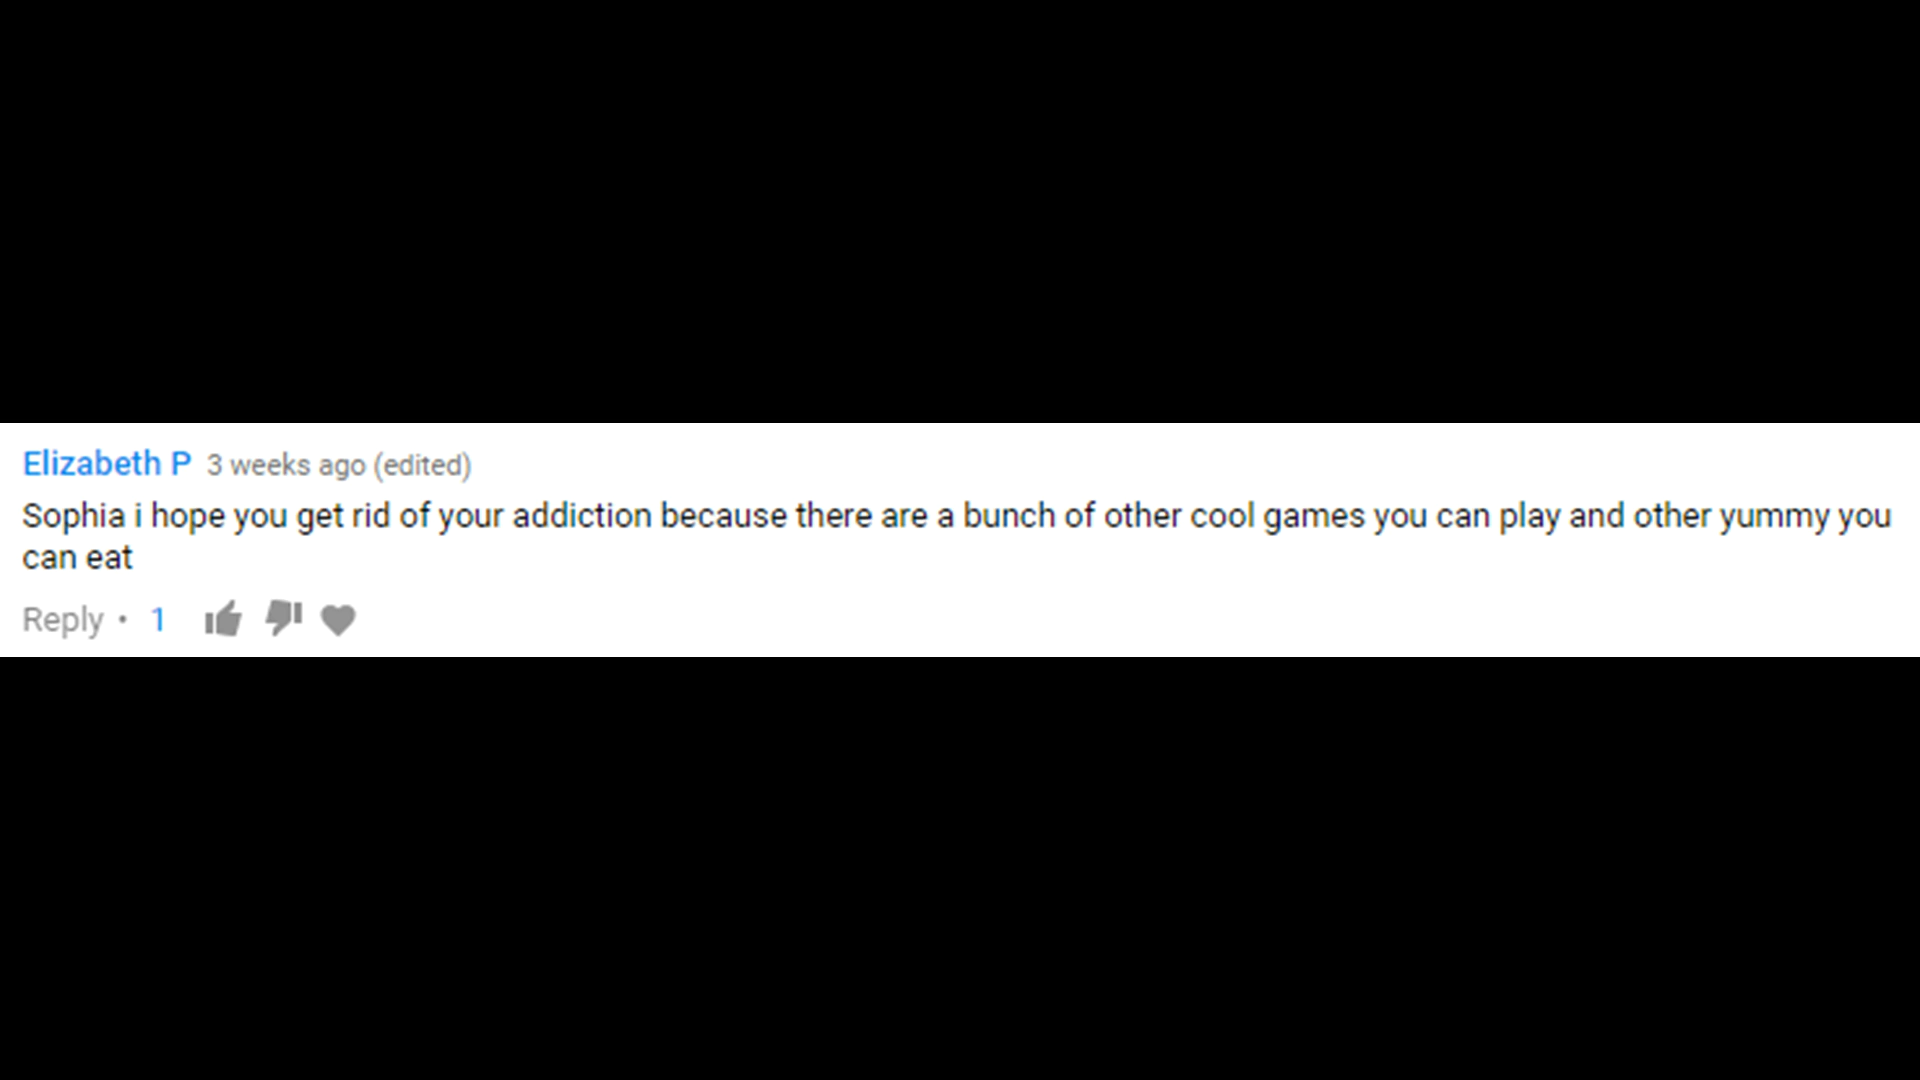 Elizabeth P 3 weeks ago (edited)
Sophia i hope you get rid of your addiction because there are a bunch of other cool games you can play and other yummy you
can eat
Reply • 1